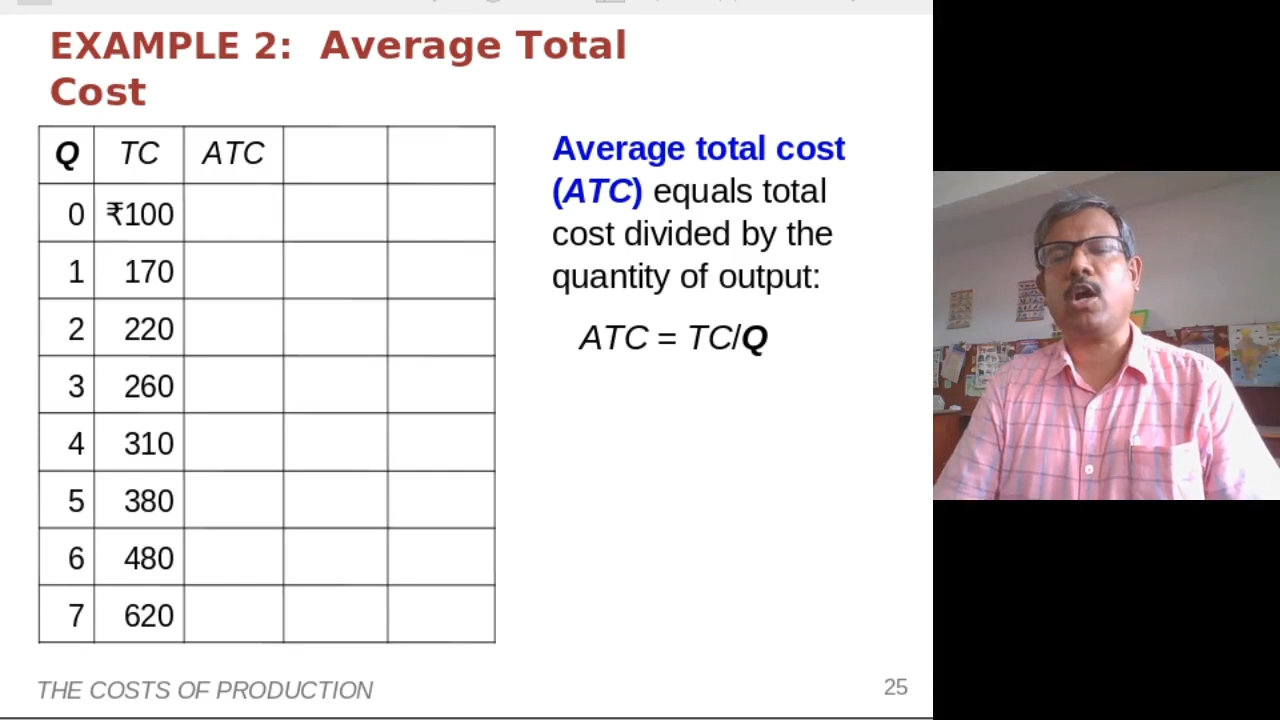 EXAMPLE 2: Average Total
Cost
Q TC ATC
0 ₹100
1 170
2 220
3 260
4 310
5 380
6 480
7 620
Average total cost
(ATC) equals total
cost divided by the
quantity of output:
ATC = TC/Q
THE COSTS OF PRODUCTION
25